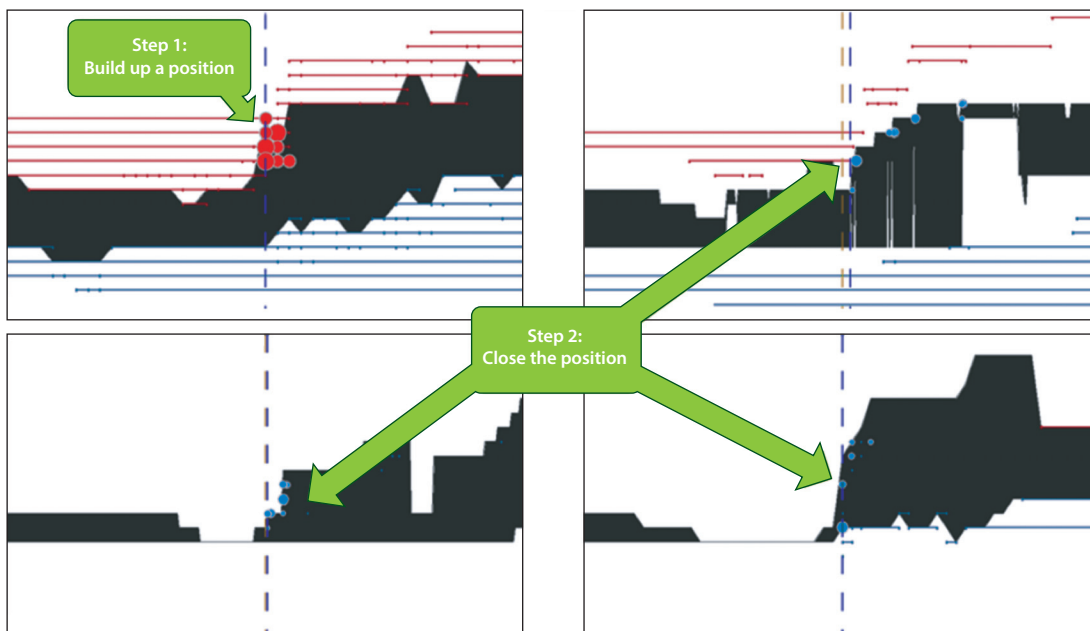 Step 1:
Build up a position
Step 2:
Close the position